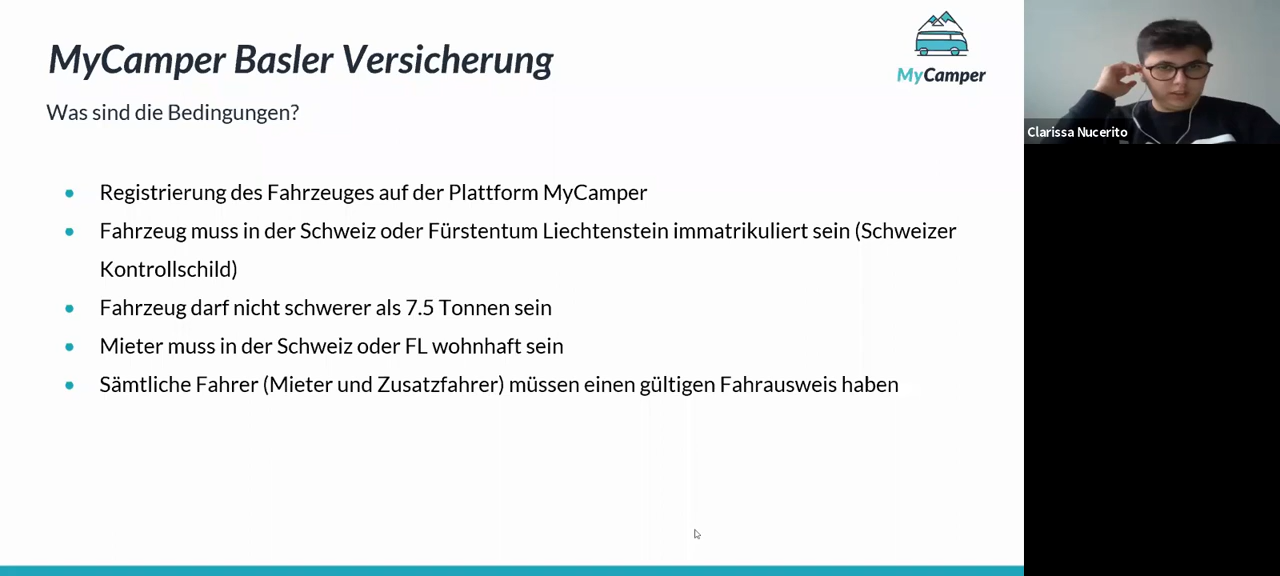 MyCamper Basler Versicherung
MyCamper
Was sind die Bedingungen?
Clarissa Nucerito
Registrierung des Fahrzeuges auf der Plattform MyCamper
Fahrzeug muss in der Schweiz oder Fürstentum Liechtenstein immatrikuliert sein (Schweizer
Kontrollschild)
Fahrzeug darf nicht schwerer als 7.5 Tonnen sein
Mieter muss in der Schweiz oder FL wohnhaft sein
Sämtliche Fahrer (Mieter und Zusatzfahrer) müssen einen gültigen Fahrausweis haben